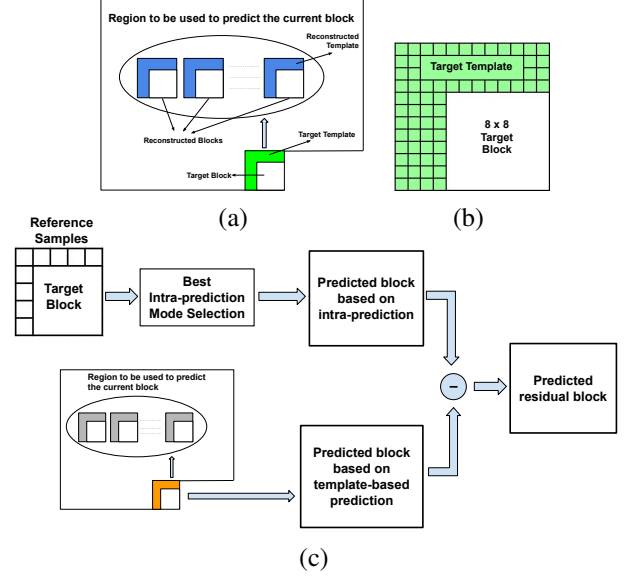 Region to be used to predict the current block
Reconstructed
Template
Reconstructed Blocks
Target Template
Target Block
(a)
Target Template
8 x 8
Target
Block
(b)
Reference
Samples
Target
Block
Best
Intra-prediction
Mode Selection
Predicted block
based on
intra-prediction
Region to be used to predict
the current block
Predicted block
based on
template-based
prediction
−
Predicted
residual block
(c)